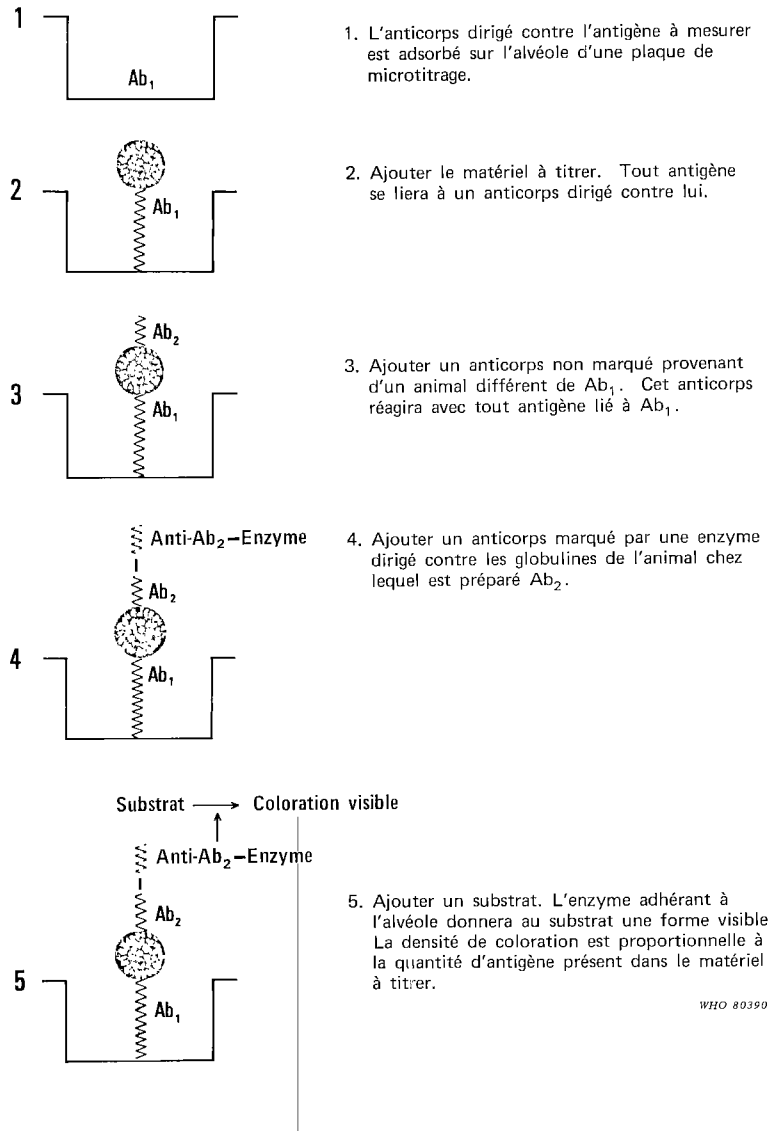 1
Ab₁
1. L'anticorps dirigé contre l'antigène à mesurer
est adsorbé sur l'alvéole d'une plaque de
microtitrage.
2
Ab₁
2. Ajouter le matériel à titrer. Tout antigène
se liera à un anticorps dirigé contre lui.
3
Ab₂
Ab₁
3. Ajouter un anticorps non marqué provenant
d'un animal différent de Ab₁. Cet anticorps
réagira avec tout antigène lié à Ab₁.
4
Anti-Ab₂–Enzyme
Ab₂
Ab₁
4. Ajouter un anticorps marqué par une enzyme
dirigé contre les globulines de l'animal chez
lequel est préparé Ab₂.
Substrat → Coloration visible
Anti-Ab₂–Enzyme
Ab₂
5
Ab₁
5. Ajouter un substrat. L'enzyme adhérant à
l'alvéole donnera au substrat une forme visible
La densité de coloration est proportionnelle à
la quantité d'antigène présent dans le matériel
à titrer.
WHO 80390